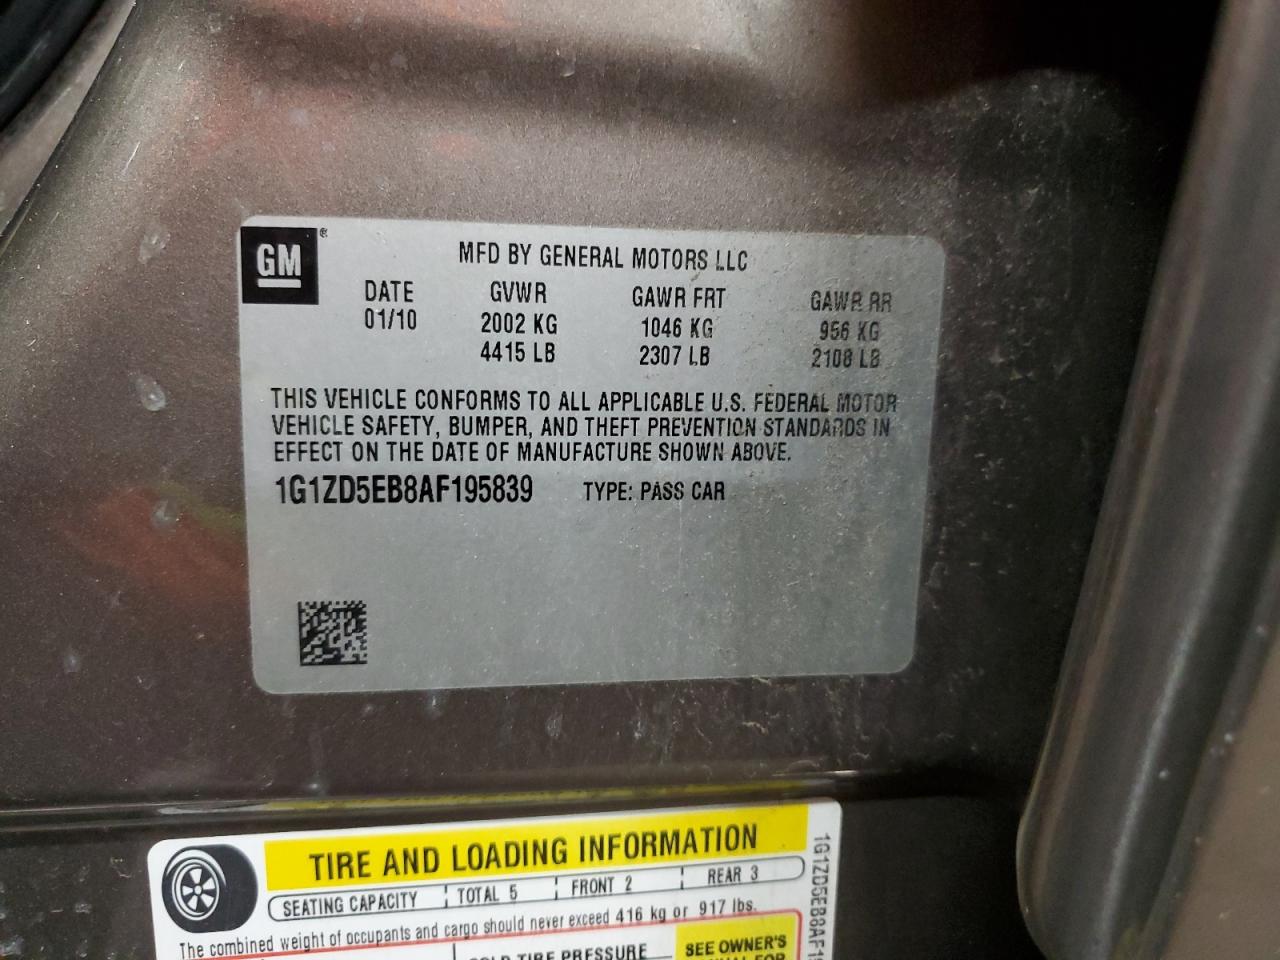 GM®
MFD BY GENERAL MOTORS LLC
DATE GVWR GAWR FRT GAWR RR
01/10 2002 KG 1046 KG 956 KG
4415 LB 2307 LB 2108 LB
THIS VEHICLE CONFORMS TO ALL APPLICABLE U.S. FEDERAL MOTOR
VEHICLE SAFETY, BUMPER, AND THEFT PREVENTION STANDARDS IN
EFFECT ON THE DATE OF MANUFACTURE SHOWN ABOVE.
1G1ZD5EB8AF195839 TYPE: PASS CAR
TIRE AND LOADING INFORMATION
SEATING CAPACITY TOTAL 5 FRONT 2 REAR 3
The combined weight of occupants and cargo should never exceed 416 kg or 917 lbs.
TIRE PRESSURE
SEE OWNER'S
FOR
1G1ZD5EB8AF1